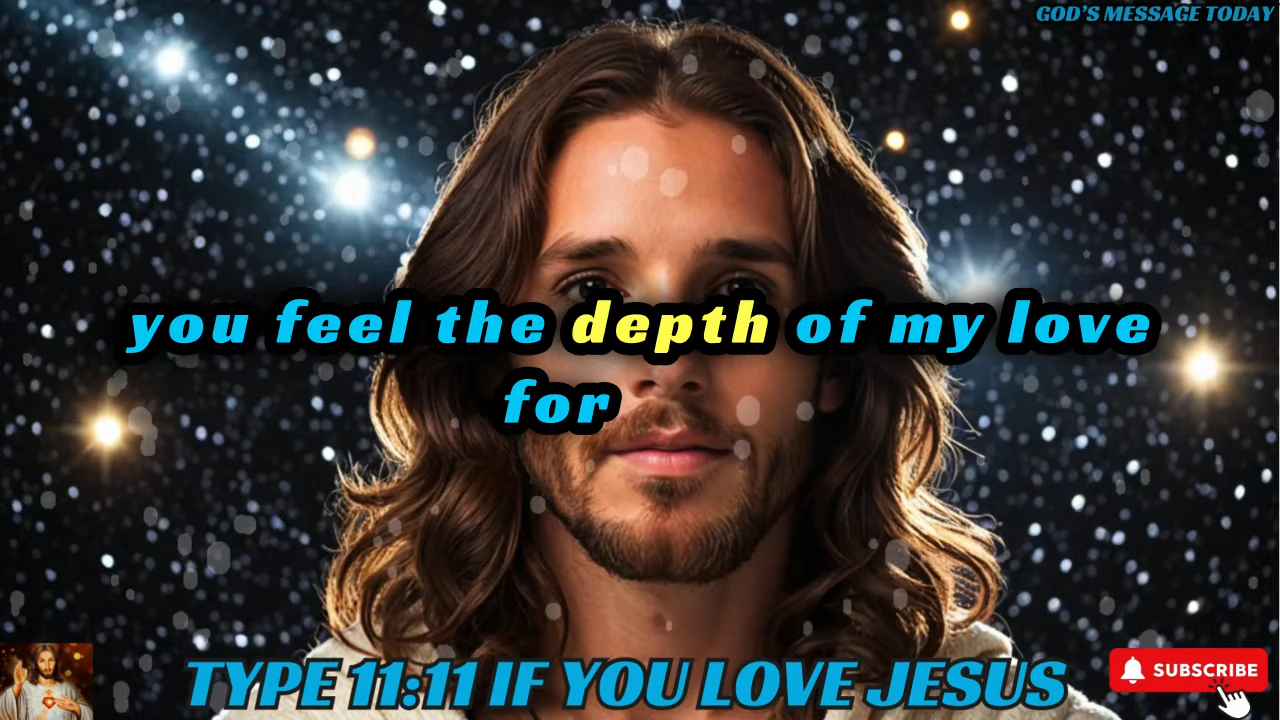 GOD'S MESSAGE TODAY
you feel the depth of my love
for
TYPE 11:11 IF YOU LOVE JESUS
SUBSCRIBE